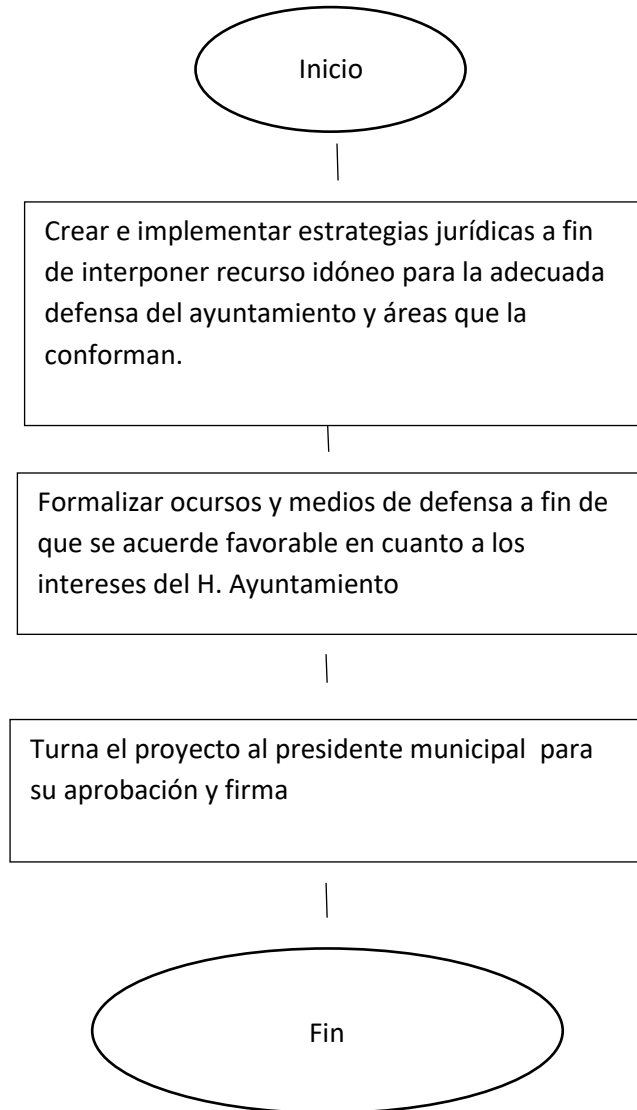 Inicio
Crear e implementar estrategias jurídicas a fin
de interponer recurso idóneo para la adecuada
defensa del ayuntamiento y áreas que la
conforman.
Formalizar ocursos y medios de defensa a fin de
que se acuerde favorable en cuanto a los
intereses del H. Ayuntamiento
Turna el proyecto al presidente municipal  para
su aprobación y firma
Fin